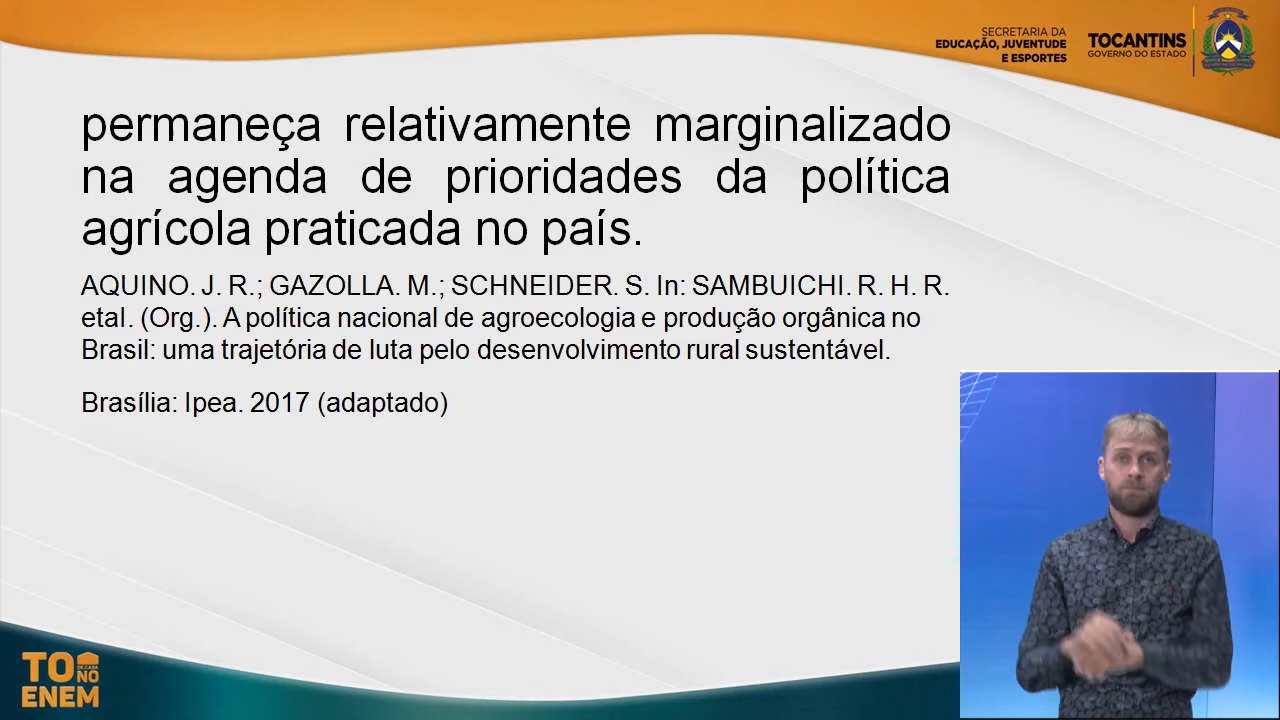 SECRETARIA DA
EDUCAÇÃO, JUVENTUDE
E ESPORTES
TOCANTINS
GOVERNO DO ESTADO
permaneça relativamente marginalizado
na agenda de prioridades da política
agrícola praticada no país.
AQUINO. J. R.; GAZOLLA. M.; SCHNEIDER. S. In: SAMBUICHI. R. H. R.
etal. (Org.). A política nacional de agroecologia e produção orgânica no
Brasil: uma trajetória de luta pelo desenvolvimento rural sustentável.
Brasília: Ipea. 2017 (adaptado)
TO DE CASA
NO
ENEM